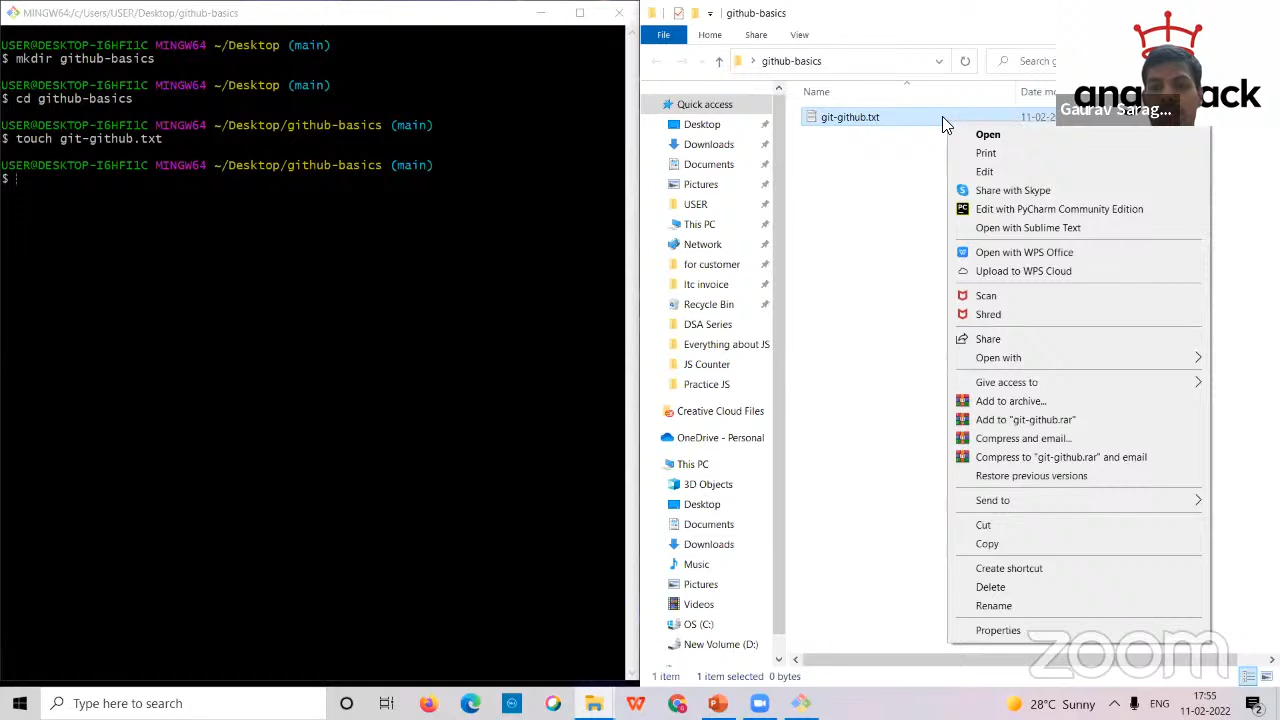 MINGW64:/c/Users/USER/Desktop/github-basics
USER@DESKTOP-I6HFI1C MINGW64 ~/Desktop (main)
$ mkdir github-basics
USER@DESKTOP-I6HFI1C MINGW64 ~/Desktop (main)
$ cd github-basics
USER@DESKTOP-I6HFI1C MINGW64 ~/Desktop/github-basics (main)
$ touch git-github.txt
USER@DESKTOP-I6HFI1C MINGW64 ~/Desktop/github-basics (main)
$
github-basics
File Home Share View
github-basics
Search g
Gaurav Sarag...
Name Date m
Quick access
Desktop
Downloads
Documents
Pictures
USER
This PC
Network
for customer
ltc invoice
Recycle Bin
DSA Series
Everything about JS
JS Counter
Practice JS
Creative Cloud Files
OneDrive - Personal
This PC
3D Objects
Desktop
Documents
Downloads
Music
Pictures
Videos
OS (C:)
New Volume (D:)
git-github.txt 11-02-2
Open
Print
Edit
Share with Skype
Edit with PyCharm Community Edition
Open with Sublime Text
Open with WPS Office
Upload to WPS Cloud
Scan
Shred
Share
Open with
Give access to
Add to archive...
Add to "git-github.rar"
Compress and email...
Compress to "git-github.rar" and email
Restore previous versions
Send to
Cut
Copy
Create shortcut
Delete
Rename
Properties
zoom
1 item 1 item selected 0 bytes
Type here to search
28°C Sunny
ENG
17:55
11-02-2022
2